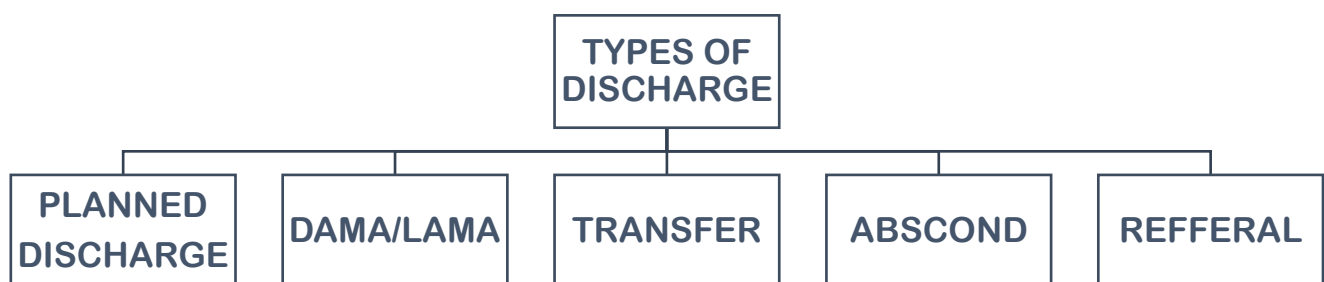 TYPES OF
DISCHARGE
PLANNED
DISCHARGE
DAMA/LAMA
TRANSFER
ABSCOND
REFFERAL